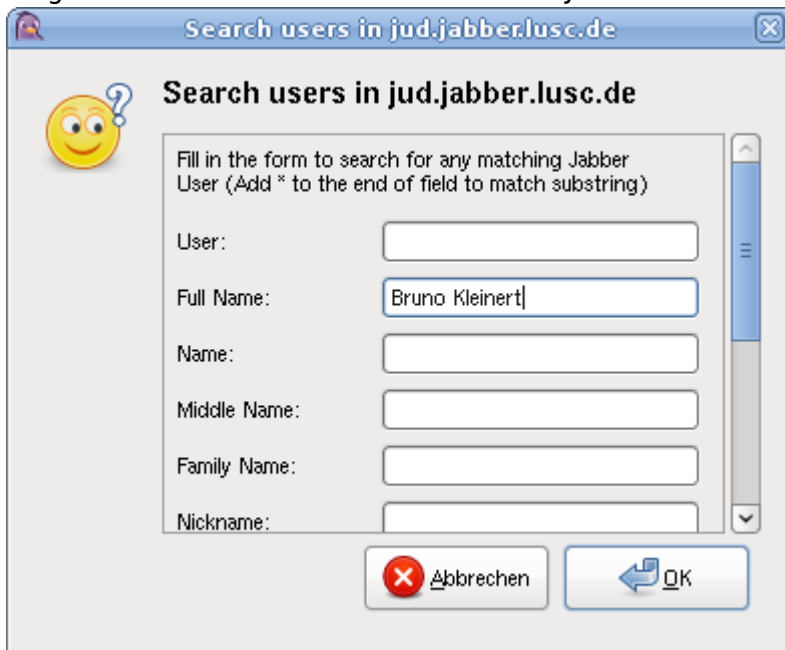 Search users in jud.jabber.lusc.de
Search users in jud.jabber.lusc.de
Fill in the form to search for any matching Jabber
User (Add * to the end of field to match substring)
User:
Full Name: Bruno Kleinert
Name:
Middle Name:
Family Name:
Nickname:
Abbrechen OK